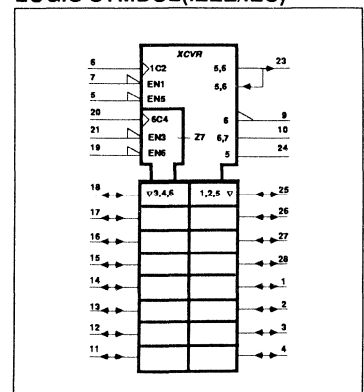 LOGIC SYMBOL(IEEE/IEC)
XCVR
6 1C2 5,6 23
7 EN1 5,6
5 EN5
20 6C4 6 9
21 EN3 Z7 6,7 10
19 EN6 5 24
18 ∇3,4,6 1,2,5 ∇ 25
17 26
16 27
15 28
14 1
13 2
12 3
11 4